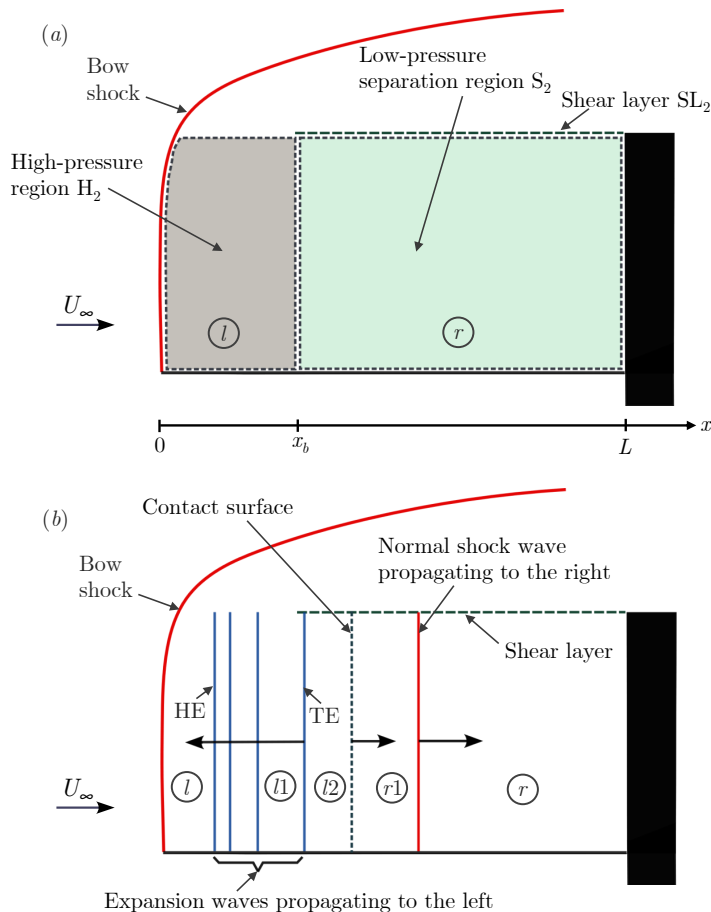 (a)
Bow
shock
Low-pressure
separation region S₂
Shear layer SL₂
High-pressure
region H₂
U∞
l
r
0
x_b
L
x
(b)
Contact surface
Normal shock wave
propagating to the right
Bow
shock
Shear layer
HE
TE
U∞
l
l1
l2
r1
r
Expansion waves propagating to the left